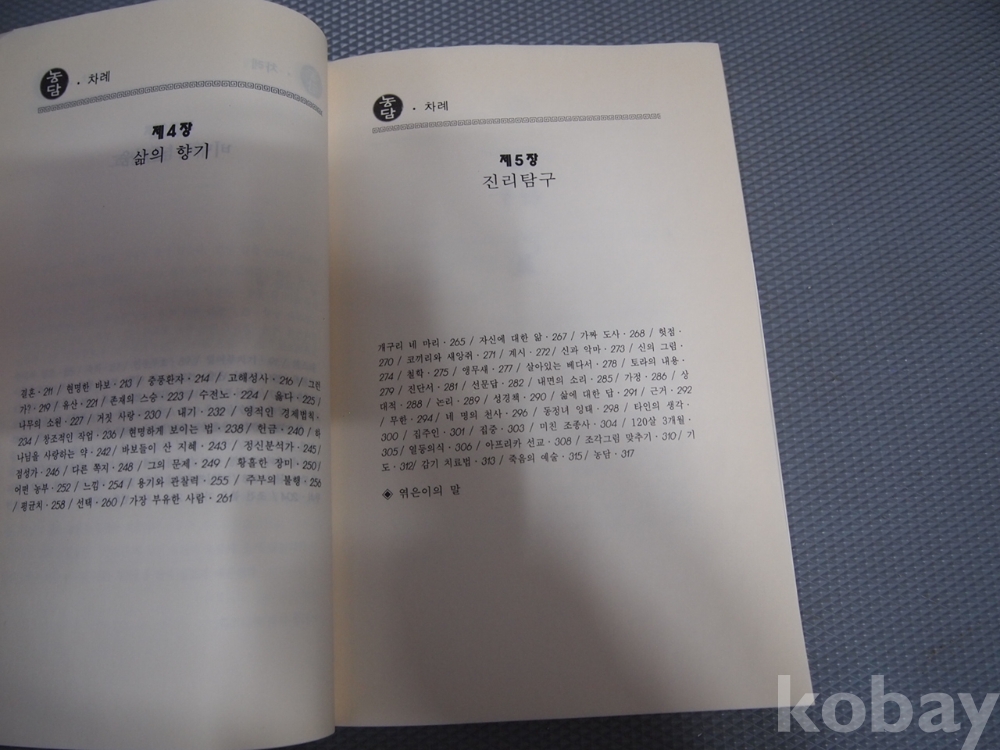 농담 · 차례
제4장
삶의 향기
결혼·211/ 현명한 바보·213/ 중풍환자·214/ 고해성사·216/ 그런
가?·219/ 유산·221/ 존재의 스승·223/ 수전노·224/ 옳다·225/
나무의 소원·227/ 거짓 사랑·230/ 내기·232/ 영적인 경제법칙·
234/ 창조적인 작업·236/ 현명하게 보이는 법·238/ 헌금·240/ 하
나님을 사랑하는 약·242/ 바보들이 산 지혜·243/ 정신분석가·245/
점성가·246/ 다른 쪽지·248/ 그의 문제·249/ 황홀한 장미·250/
어떤 농부·252/ 느낌·254/ 용기와 관찰력·255/ 주부의 불행·256
/ 평균치·258/ 선택·260/ 가장 부유한 사람·261
농담 · 차례
제5장
진리탐구
개구리 네 마리·265/ 자신에 대한 앎·267/ 가짜 도사·268/ 헛점·
270/ 코끼리와 새앙쥐·271/ 계시·272/ 신과 악마·273/ 신의 그림·
274/ 철학·275/ 앵무새·277/ 살아있는 베다서·278/ 토라의 내용·
279/ 진단서·281/ 선문답·282/ 내면의 소리·285/ 가정·286/ 상
대적·287/ 논리·289/ 성경책·290/ 삶에 대한 답·291/ 근거·292
/ 무한·294/ 네 명의 천사·296/ 동정녀 잉태·298/ 타인의 생각·
300/ 김주인·301/ 집중·303/ 미친 조종사·304/ 120살 3개월·
305/ 열등의식·306/ 아프리카 선교·308/ 조각그림 맞추기·310/ 기
도·312/ 감기 치료법·313/ 죽음의 예술·315/ 농담·317
◈ 엮은이의 말
kobay